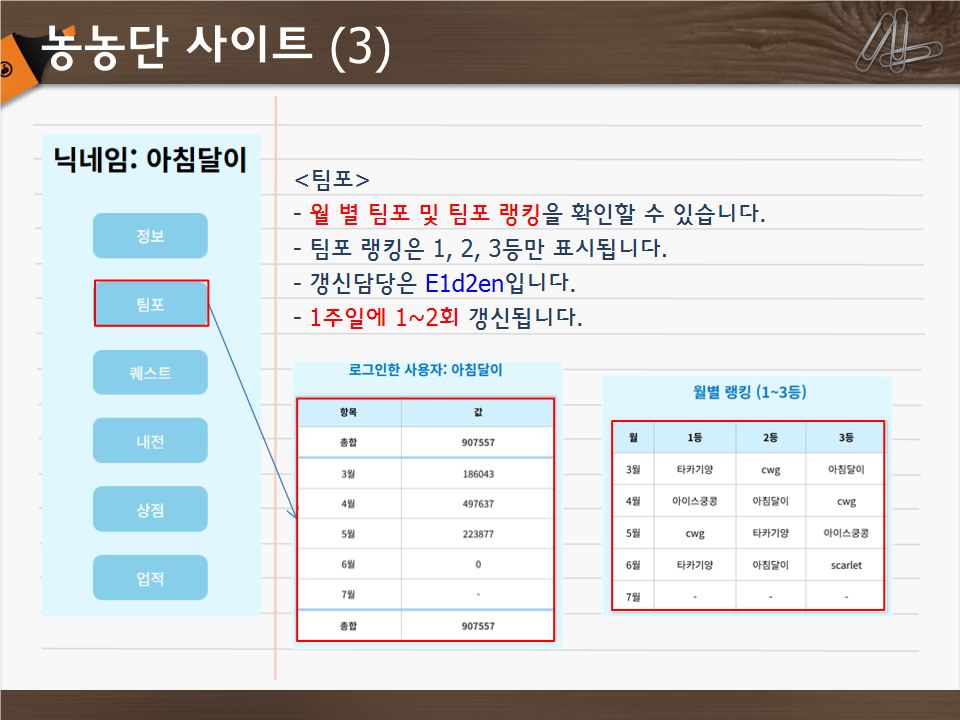 농농단 사이트 (3)
닉네임: 아침달이
정보
팀포
퀘스트
내전
상점
업적
<팀포>
- 월 별 팀포 및 팀포 랭킹을 확인할 수 있습니다.
- 팀포 랭킹은 1, 2, 3등만 표시됩니다.
- 갱신담당은 E1d2en입니다.
- 1주일에 1~2회 갱신됩니다.
로그인한 사용자: 아침달이
항목 값
총합 907557
3월 186043
4월 497637
5월 223877
6월 0
7월 -
총합 907557
월별 랭킹 (1~3등)
월 1등 2등 3등
3월 타카기양 cwg 아침달이
4월 아이스쿵콩 아침달이 cwg
5월 cwg 타카기양 아이스쿵콩
6월 타카기양 아침달이 scarlet
7월 - - -